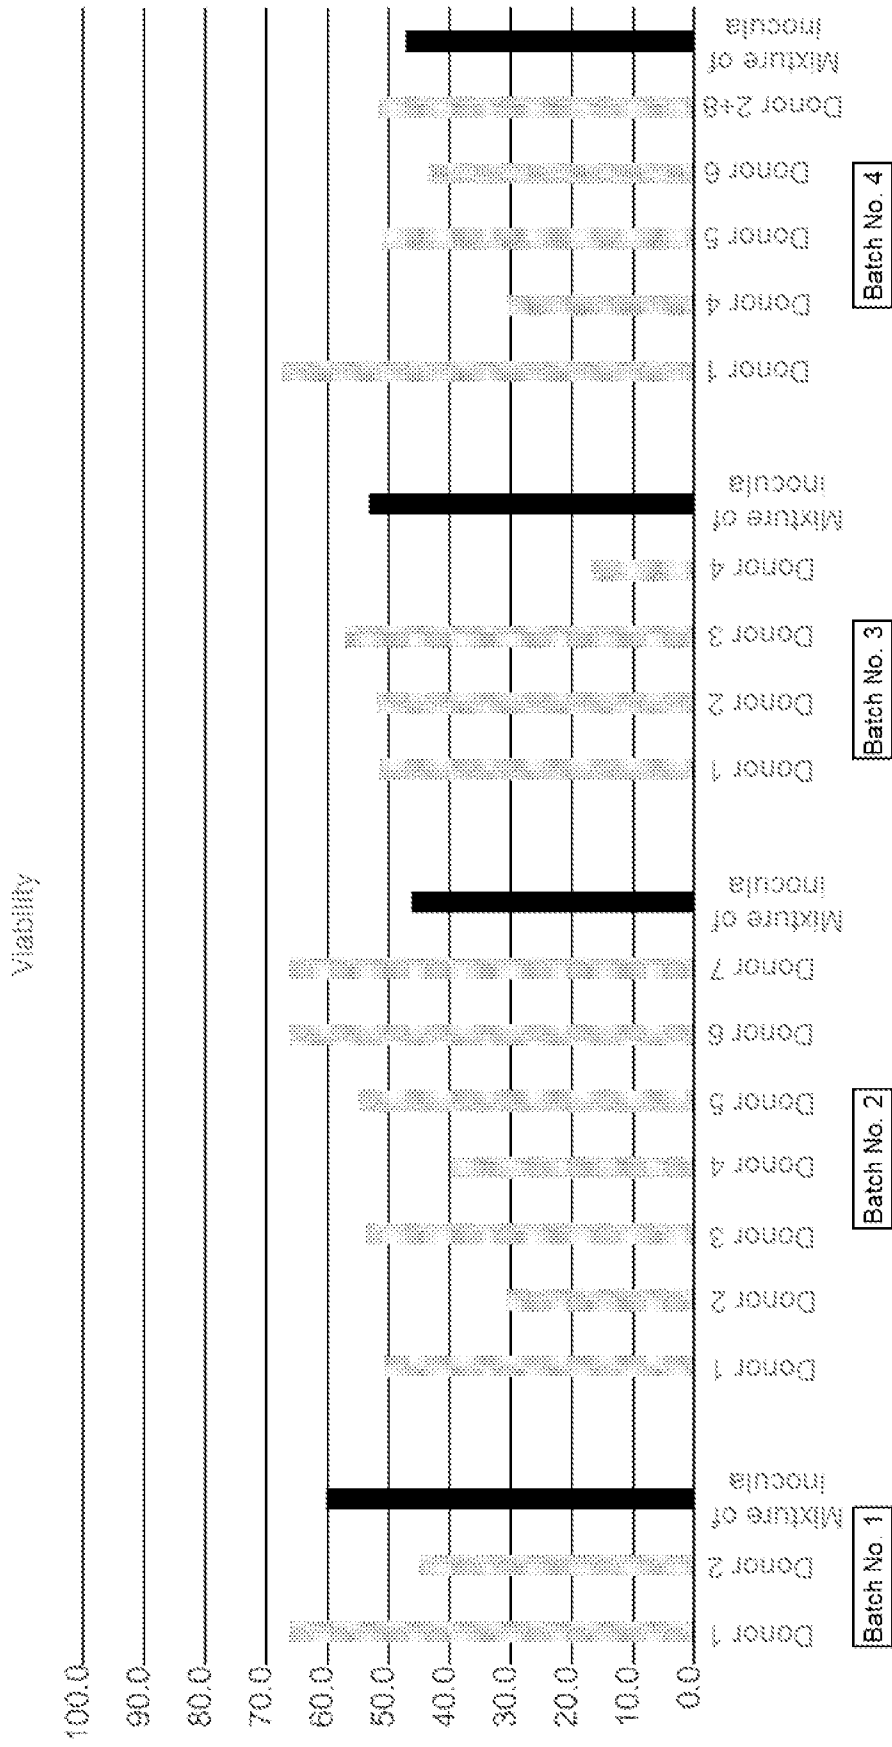 Viability
100.0
90.0
80.0
70.0
60.0
50.0
40.0
30.0
20.0
10.0
0.0
Donor 1
Donor 2
Mixture of
inocula
Donor 1
Donor 2
Donor 3
Donor 4
Donor 5
Donor 6
Donor 7
Mixture of
inocula
Donor 1
Donor 2
Donor 3
Donor 4
Mixture of
inocula
Donor 1
Donor 4
Donor 5
Donor 6
Donor 2+8
Mixture of
inocula
Batch No. 1
Batch No. 2
Batch No. 3
Batch No. 4